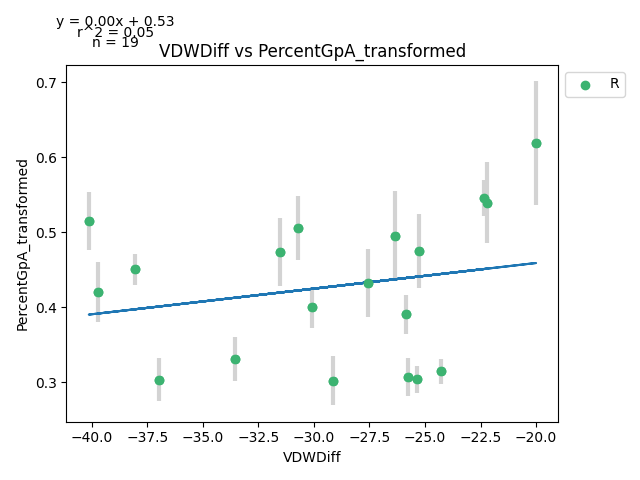 y = 0.00x + 0.53
r^2 = 0.05
n = 19
VDWDiff vs PercentGpA_transformed
R
PercentGpA_transformed
0.7
0.6
0.5
0.4
0.3
−40.0 −37.5 −35.0 −32.5 −30.0 −27.5 −25.0 −22.5 −20.0
VDWDiff